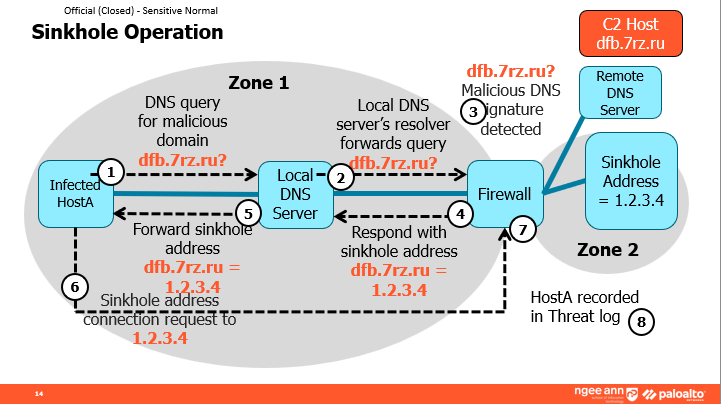 Official (Closed) - Sensitive Normal
Sinkhole Operation
C2 Host
dfb.7rz.ru
Zone 1
dfb.7rz.ru?
Malicious DNS
signature
detected
3
Remote
DNS
Server
DNS query
for malicious
domain
dfb.7rz.ru?
Local DNS
server's resolver
forwards query
dfb.7rz.ru?
1
2
Infected
HostA
Local
DNS
Server
Firewall
Sinkhole
Address
= 1.2.3.4
5
4
7
Forward sinkhole
address
dfb.7rz.ru =
1.2.3.4
Respond with
sinkhole address
dfb.7rz.ru =
1.2.3.4
Zone 2
6
Sinkhole address
connection request to
1.2.3.4
HostA recorded
in Threat log
8
14
ngee ann
paloalto